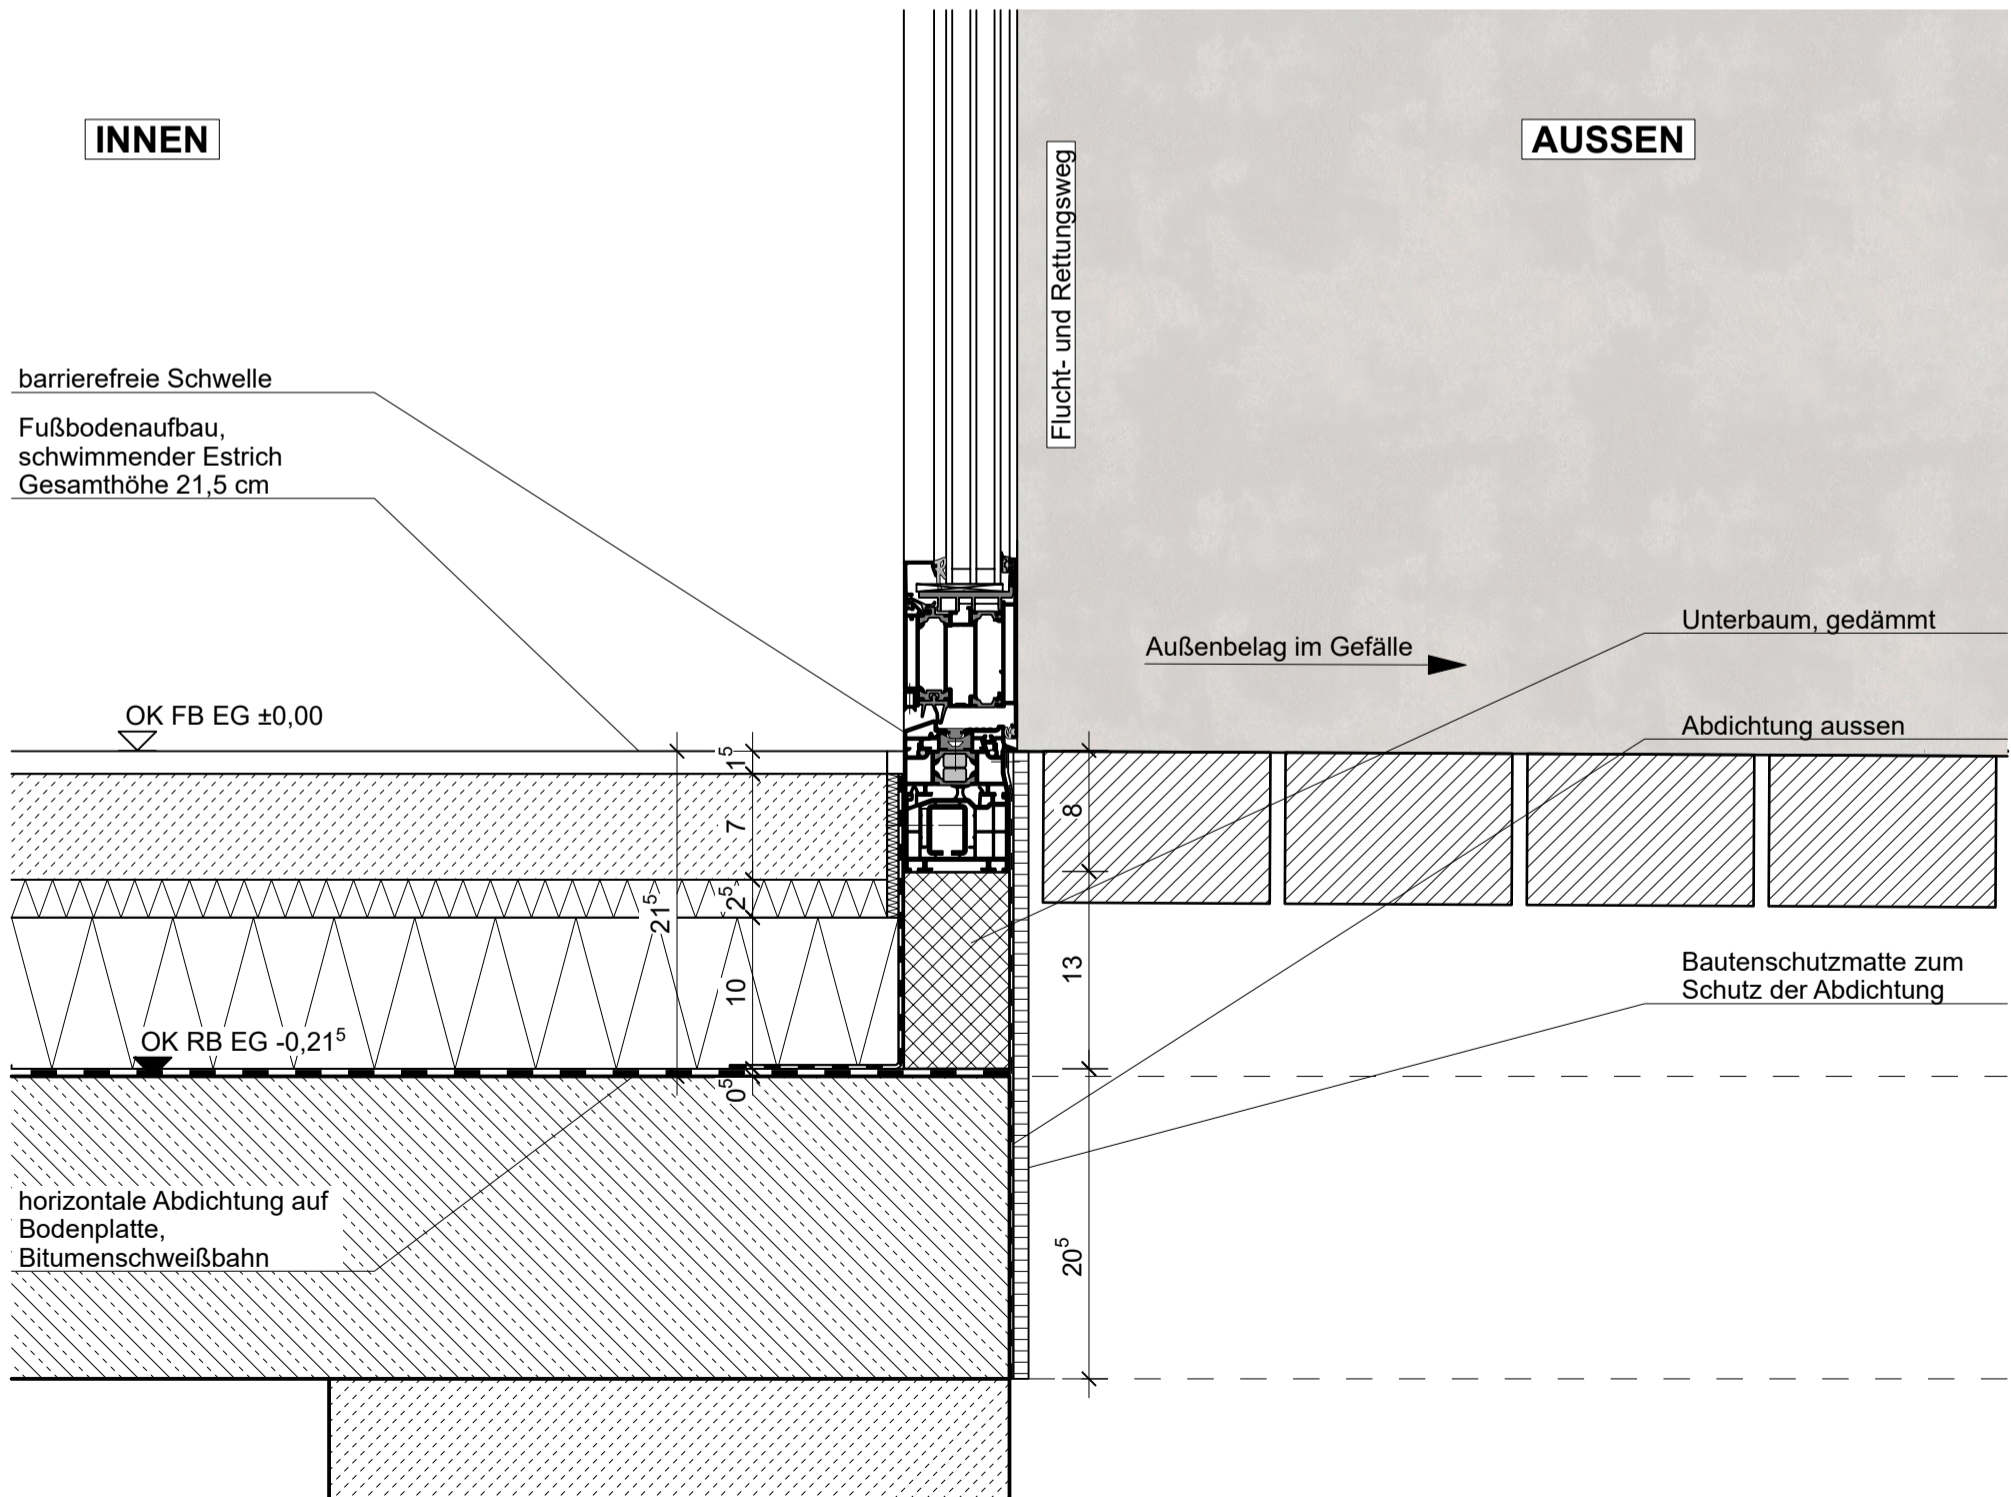 INNEN
AUSSEN
Flucht- und Rettungsweg
barrierefreie Schwelle
Fußbodenaufbau,
schwimmender Estrich
Gesamthöhe 21,5 cm
Unterbaum, gedämmt
Außenbelag im Gefälle
OK FB EG ±0,00
Abdichtung aussen
1⁵
7
2⁵
21⁵
10
0⁵
8
13
20⁵
Bautenschutzmatte zum
Schutz der Abdichtung
OK RB EG -0,21⁵
horizontale Abdichtung auf
Bodenplatte,
Bitumenschweißbahn